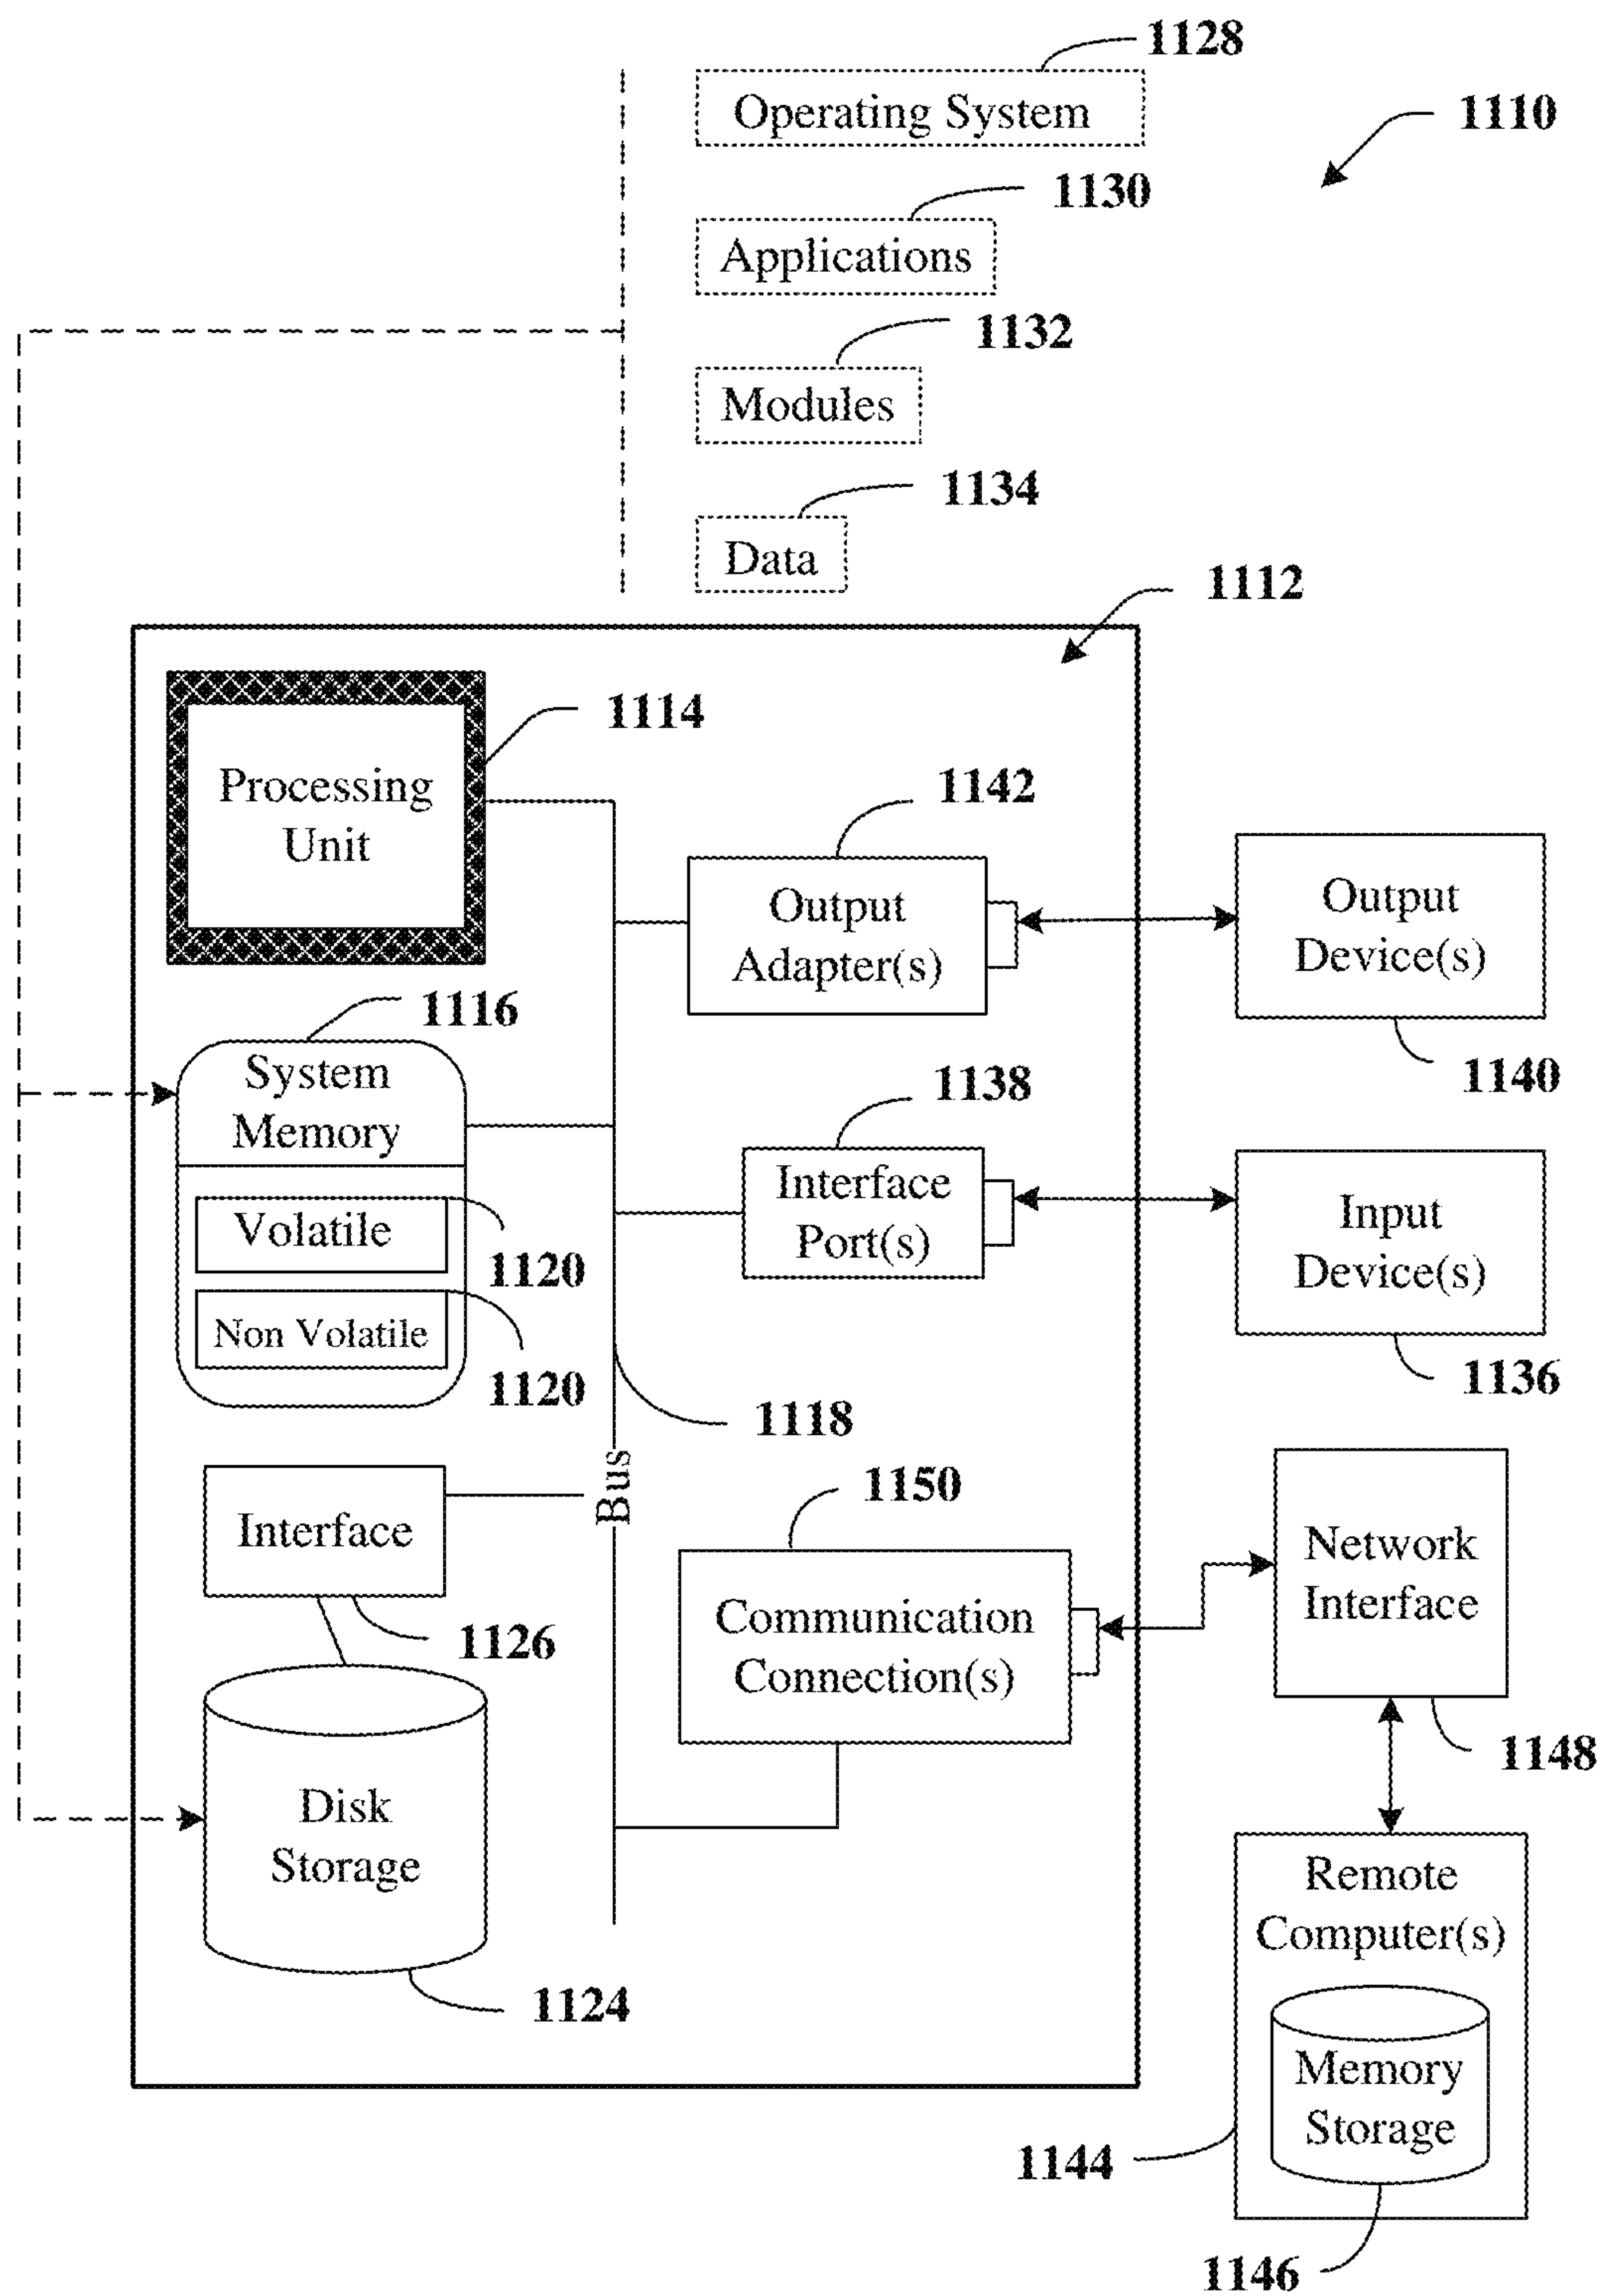 1128
Operating System
1110
1130
Applications
1132
Modules
1134
Data
1112
1114
Processing
Unit
1142
Output
Adapter(s)
Output
Device(s)
1140
1116
System
Memory
Volatile
1120
Non Volatile
1120
1138
Interface
Port(s)
Input
Device(s)
1136
1118
Bus
Interface
1126
1150
Communication
Connection(s)
Network
Interface
1148
Disk
Storage
1124
Remote
Computer(s)
Memory
Storage
1144
1146